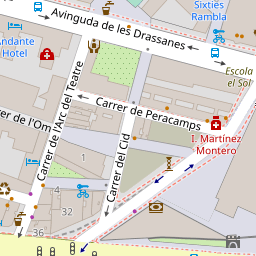 Sixties
Rambla
Avinguda de les Drassanes
Andante
Hotel
Escola
el Sol
Carrer de Peracamps
Carrer de l'Arc del Teatre
I. Martínez
Montero
Carrer del Cid
er de l'Om
4
36
32